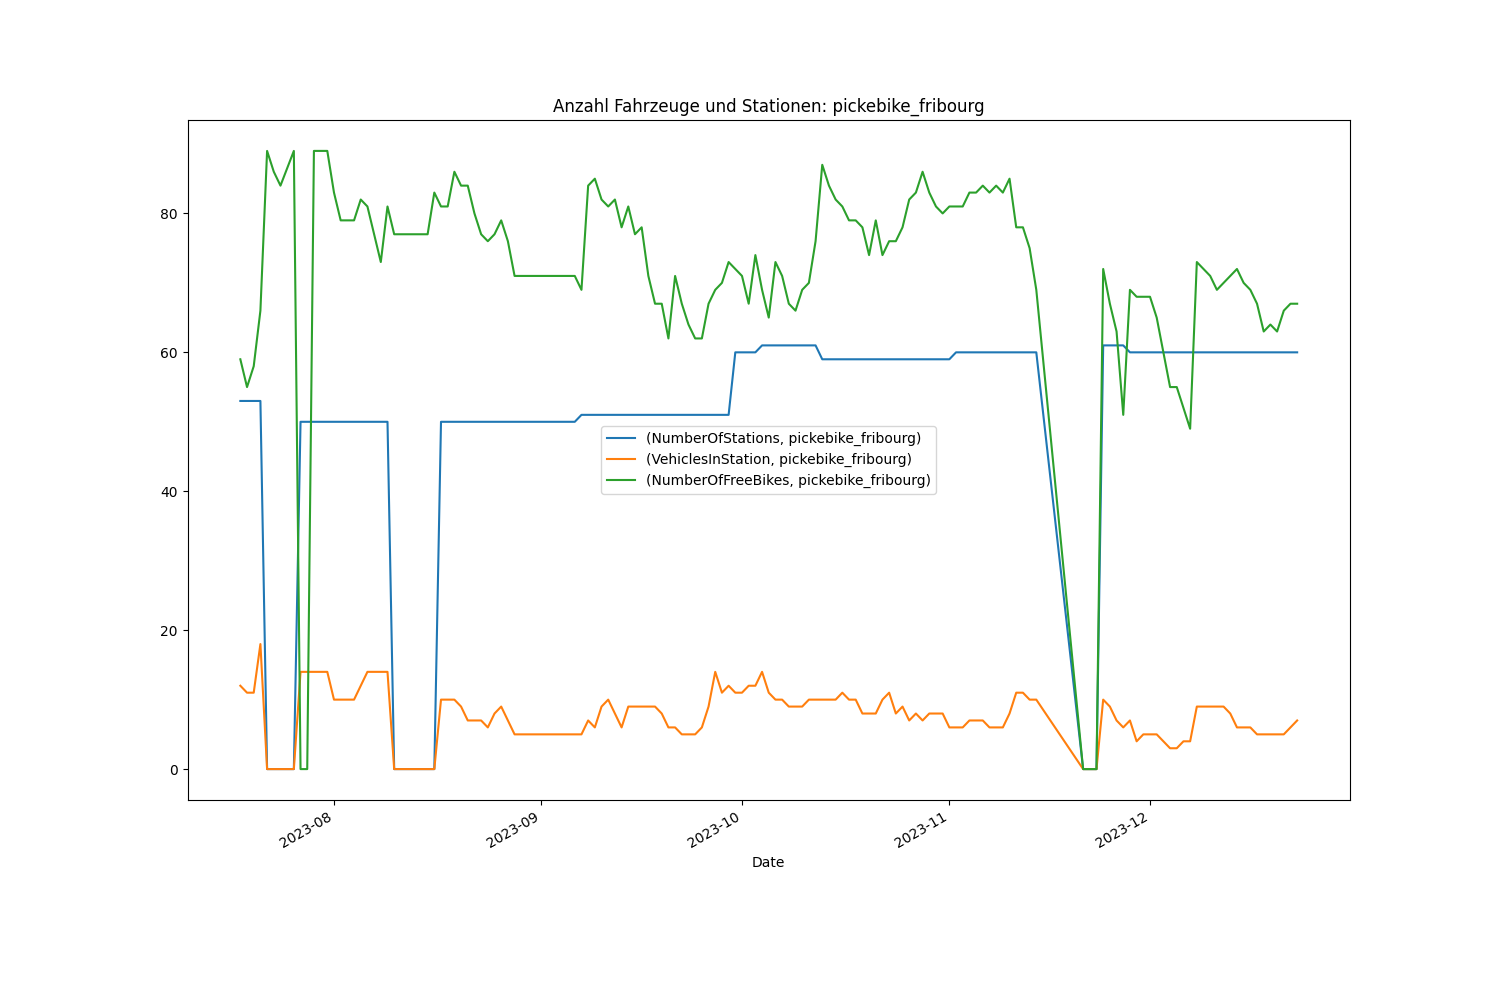 Anzahl Fahrzeuge und Stationen: pickebike_fribourg
80
60
40
20
0
(NumberOfStations, pickebike_fribourg)
(VehiclesInStation, pickebike_fribourg)
(NumberOfFreeBikes, pickebike_fribourg)
2023-08
2023-09
2023-10
2023-11
2023-12
Date